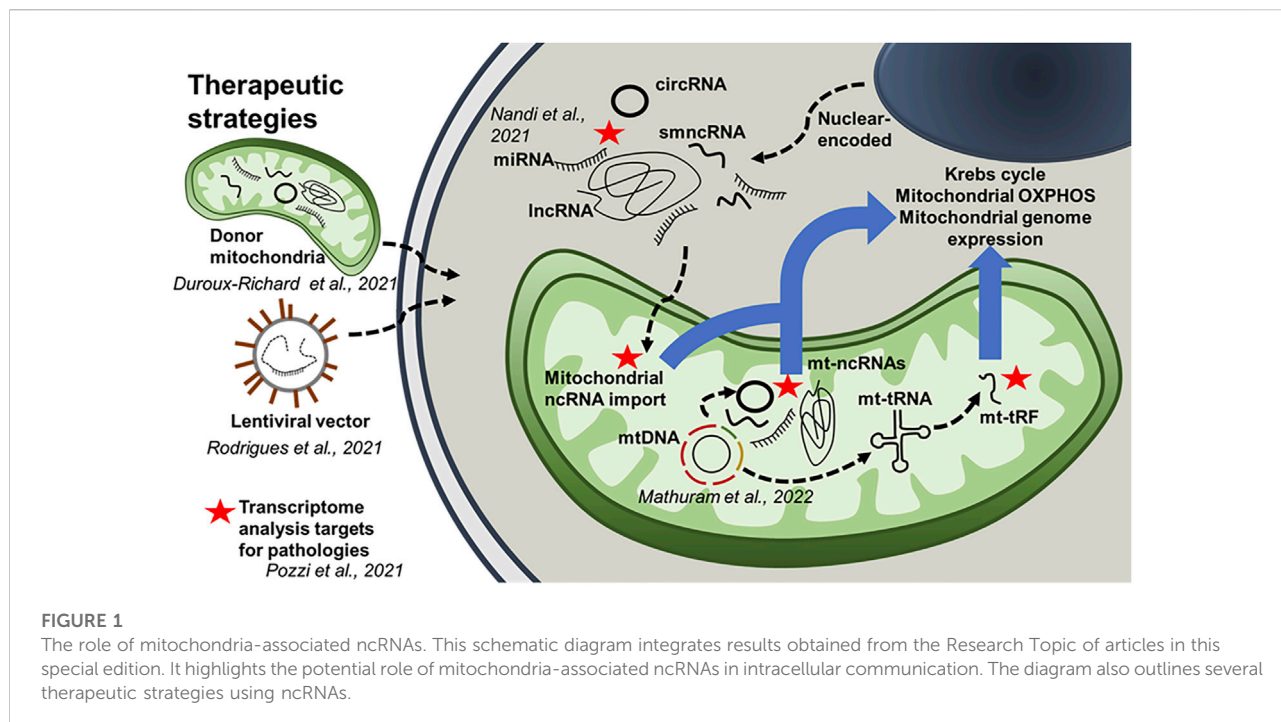 Therapeutic
strategies
Donor
mitochondria
Duroux-Richard et al., 2021
Lentiviral vector
Rodrigues et al., 2021
Transcriptome
analysis targets
for pathologies
Pozzi et al., 2021
circRNA
Nandi et al.,
2021
smncRNA
miRNA
lncRNA
Nuclear-
encoded
Krebs cycle
Mitochondrial OXPHOS
Mitochondrial genome
expression
Mitochondrial
ncRNA import
mt-ncRNAs
mtDNA
mt-tRNA
mt-tRF
Mathuram et al., 2022
FIGURE 1
The role of mitochondria-associated ncRNAs. This schematic diagram integrates results obtained from the Research Topic of articles in this
special edition. It highlights the potential role of mitochondria-associated ncRNAs in intracellular communication. The diagram also outlines several
therapeutic strategies using ncRNAs.